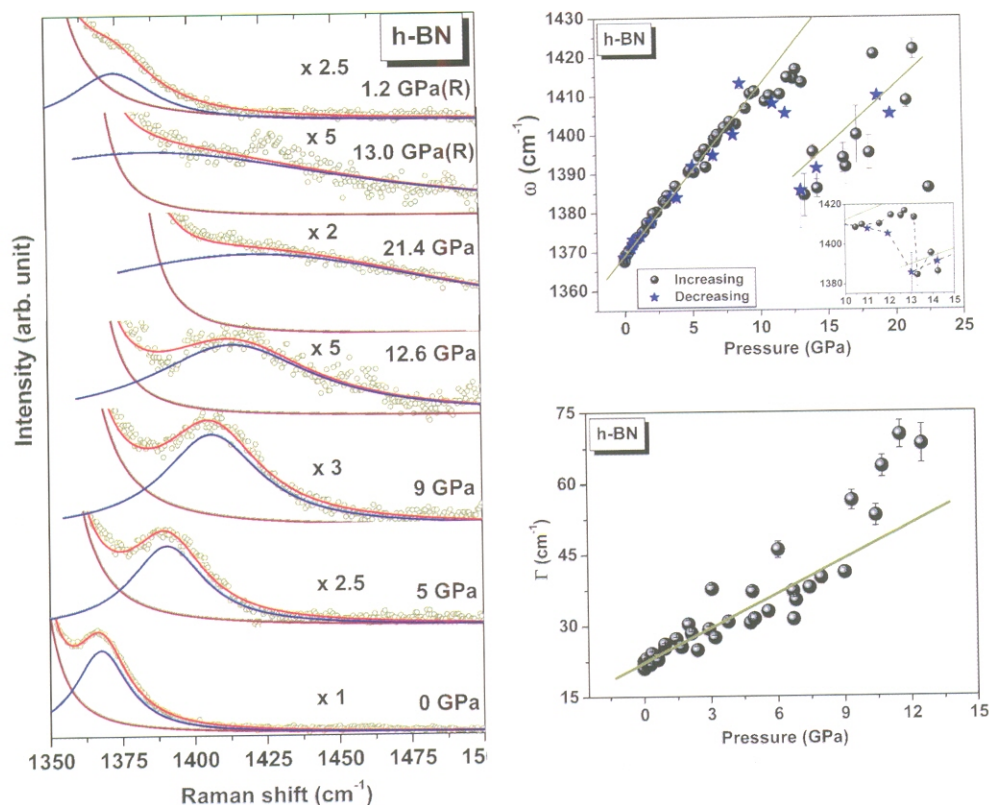 h-BN
x 2.5
1.2 GPa(R)
x 5
13.0 GPa(R)
x 2
21.4 GPa
x 5
12.6 GPa
x 3
9 GPa
x 2.5
5 GPa
x 1
0 GPa
Intensity (arb. unit)
1350 1375 1400 1425 1450 1475 150
Raman shift (cm-1)
h-BN
ω (cm-1)
1430
1420
1410
1400
1390
1380
1370
1360
Increasing
Decreasing
1420
1400
1380
10 11 12 13 14 15
0 5 10 15 20 25
Pressure (GPa)
h-BN
Γ (cm-1)
75
60
45
30
15
0 3 6 9 12 15
Pressure (GPa)